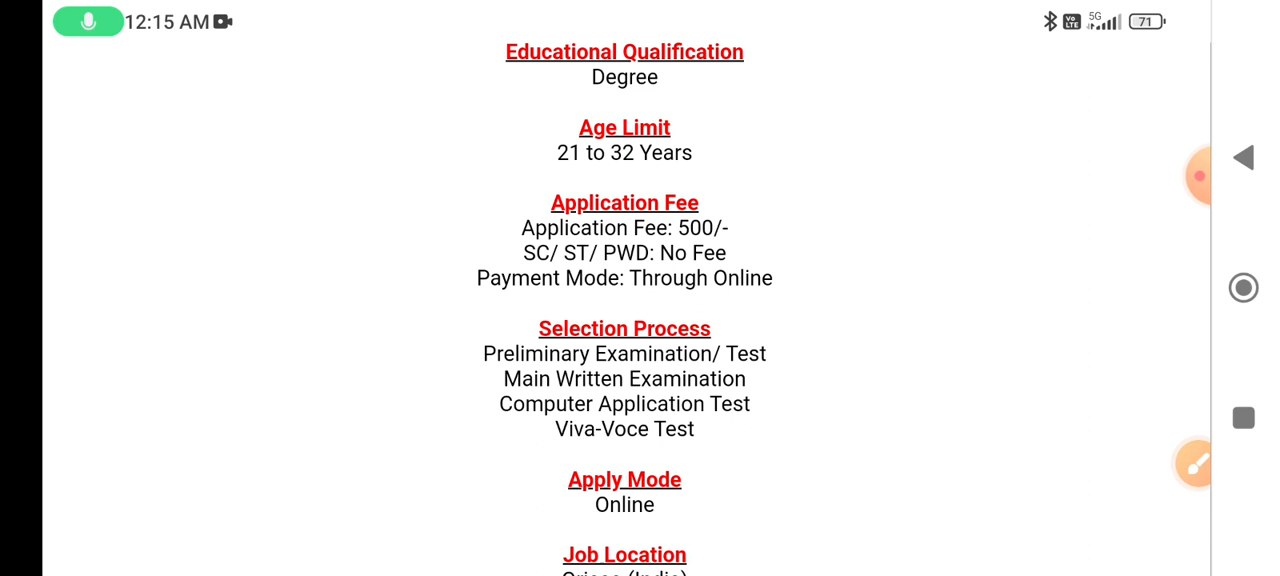 12:15 AM
Vo LTE 5G 71
Educational Qualification
Degree
Age Limit
21 to 32 Years
Application Fee
Application Fee: 500/-
SC/ ST/ PWD: No Fee
Payment Mode: Through Online
Selection Process
Preliminary Examination/ Test
Main Written Examination
Computer Application Test
Viva-Voce Test
Apply Mode
Online
Job Location